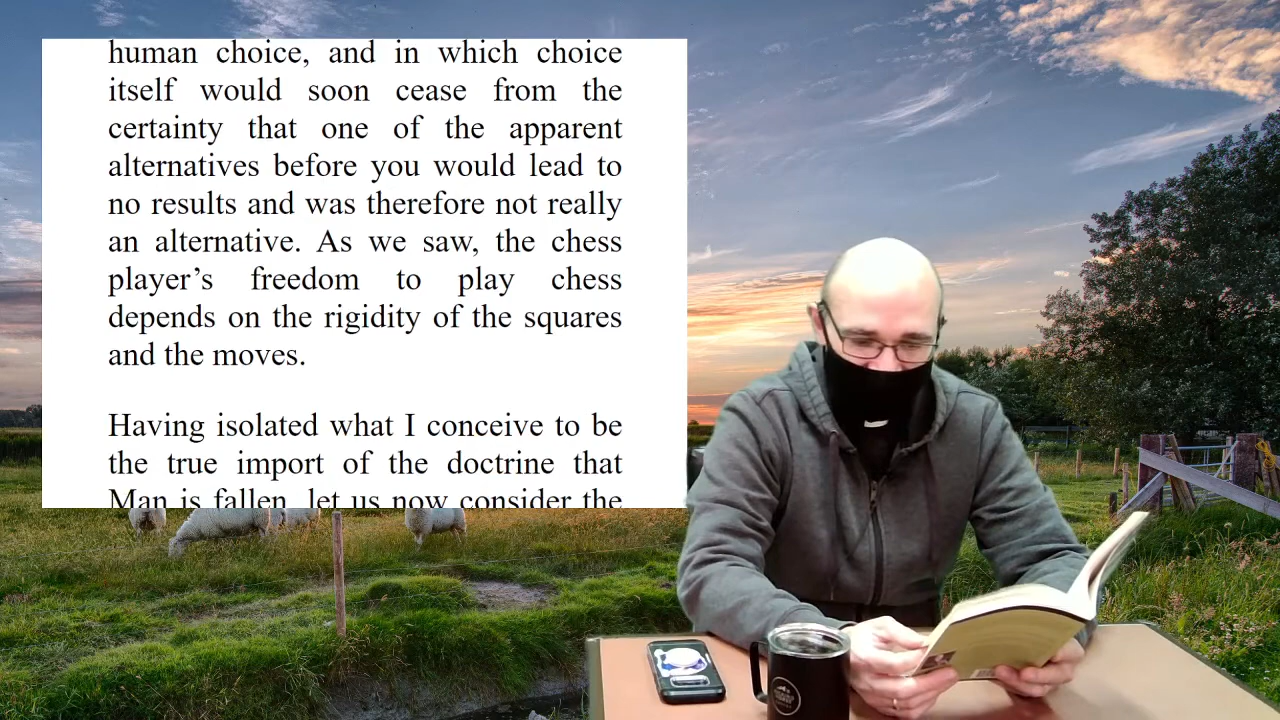 human choice, and in which choice
itself would soon cease from the
certainty that one of the apparent
alternatives before you would lead to
no results and was therefore not really
an alternative. As we saw, the chess
player’s freedom to play chess
depends on the rigidity of the squares
and the moves.
Having isolated what I conceive to be
the true import of the doctrine that
Man is fallen, let us now consider the